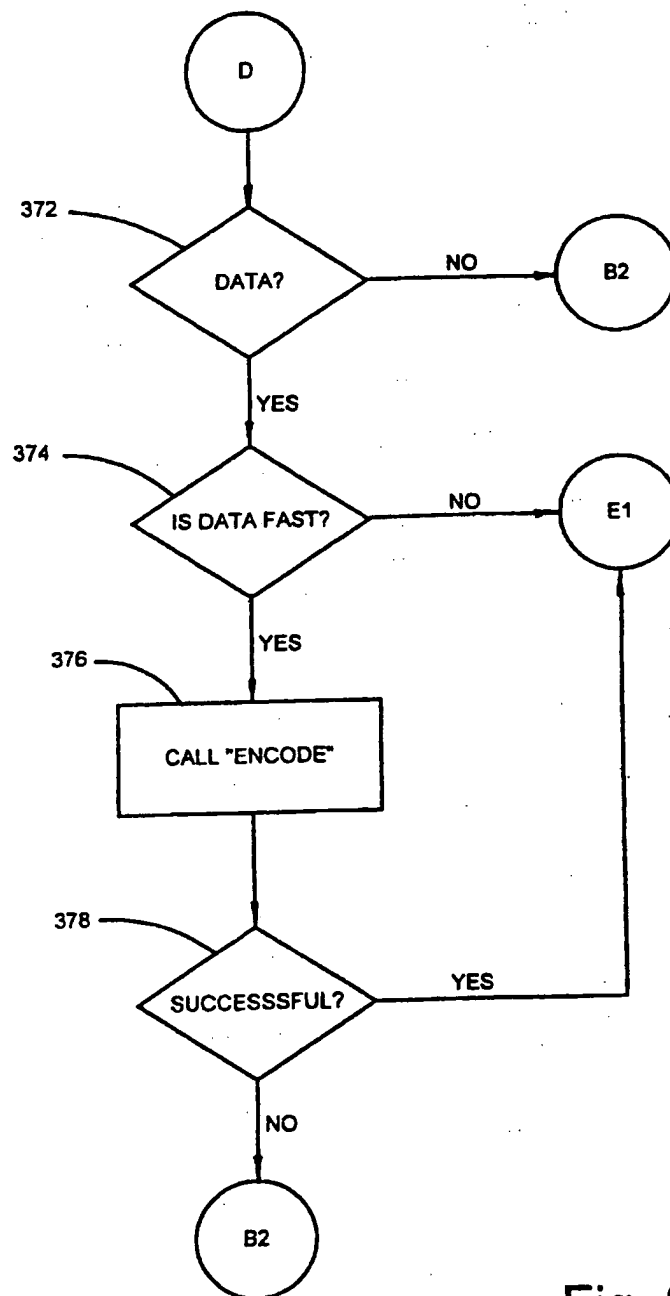 D
372
DATA?
NO
B2
YES
374
IS DATA FAST?
NO
E1
YES
376
CALL "ENCODE"
378
SUCCESSSFUL?
YES
NO
B2
Fig.